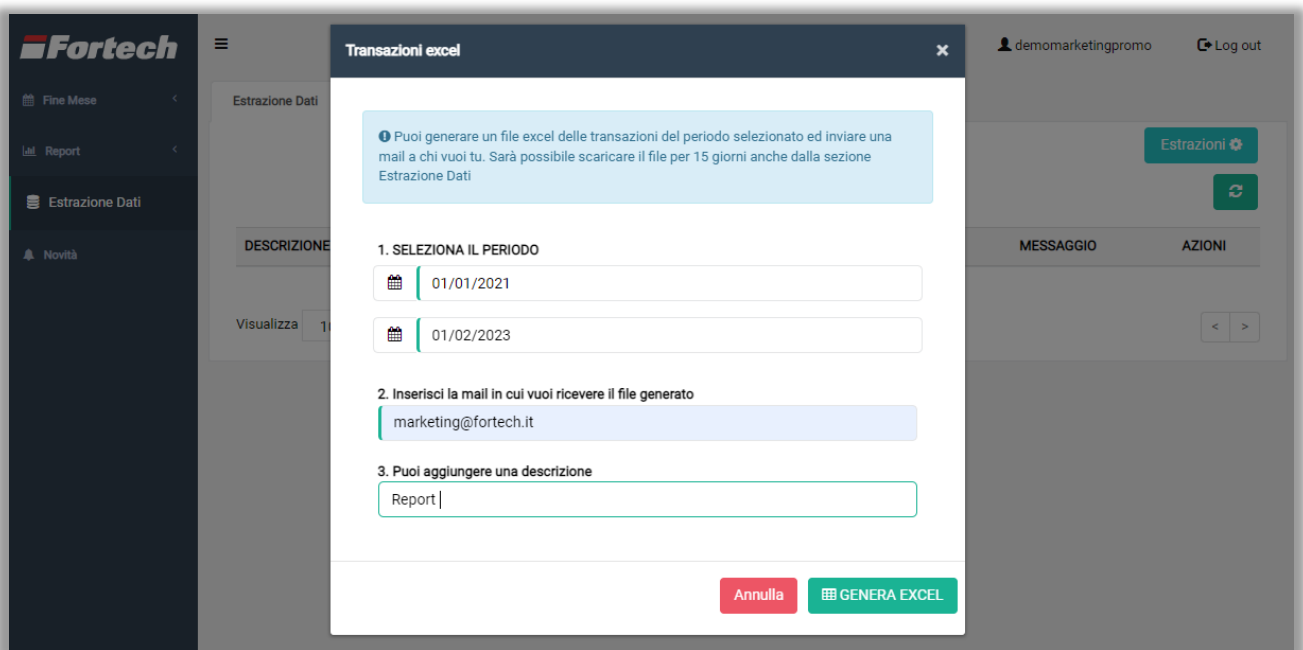 Fortech
Transazioni excel ×
demomarketingpromo
Log out
Fine Mese
Report
Estrazione Dati
Novità
Estrazione Dati
Estrazioni
Puoi generare un file excel delle transazioni del periodo selezionato ed inviare una
mail a chi vuoi tu. Sarà possibile scaricare il file per 15 giorni anche dalla sezione
Estrazione Dati
DESCRIZIONE
MESSAGGIO
AZIONI
1. SELEZIONA IL PERIODO
01/01/2021
01/02/2023
Visualizza
< >
2. Inserisci la mail in cui vuoi ricevere il file generato
marketing@fortech.it
3. Puoi aggiungere una descrizione
Report
Annulla
GENERA EXCEL